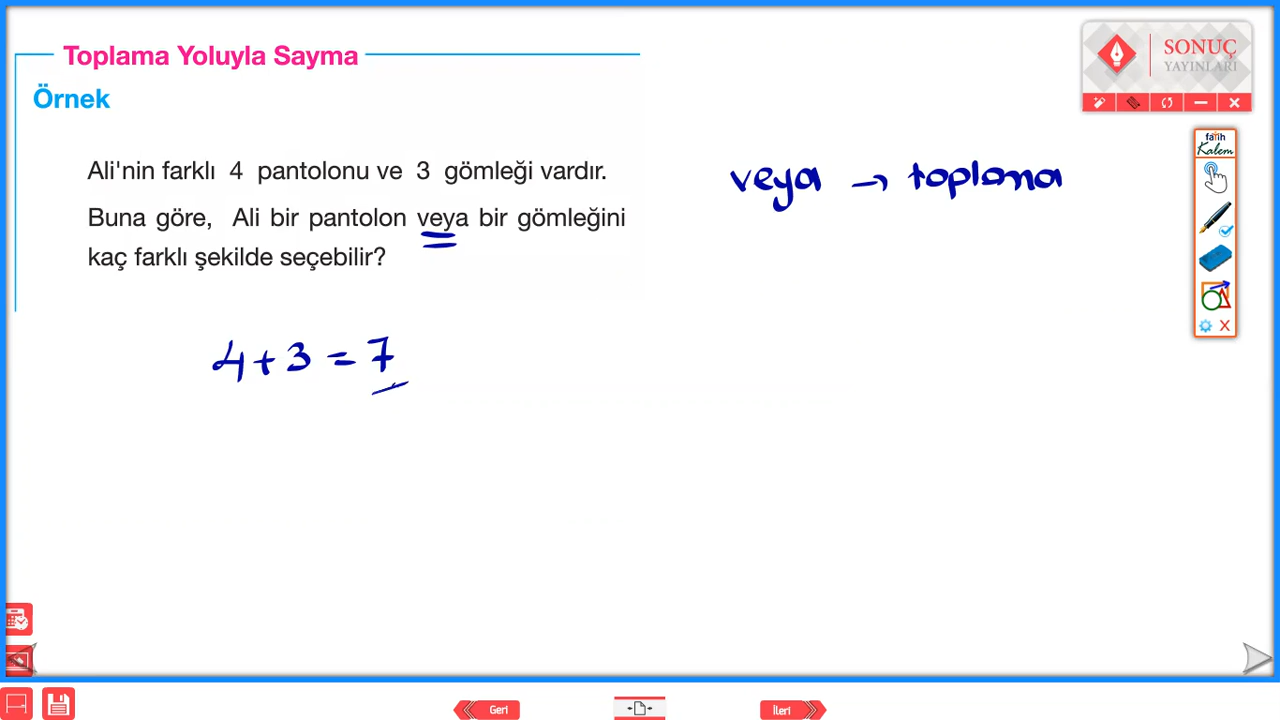 Toplama Yoluyla Sayma
Örnek
Ali'nin farklı 4 pantolonu ve 3 gömleği vardır.
Buna göre, Ali bir pantolon veya bir gömleğini
kaç farklı şekilde seçebilir?
4+3=7
veya → toplama
SONUÇ
YAYINLARI
fatih
Kalem
Geri
İleri